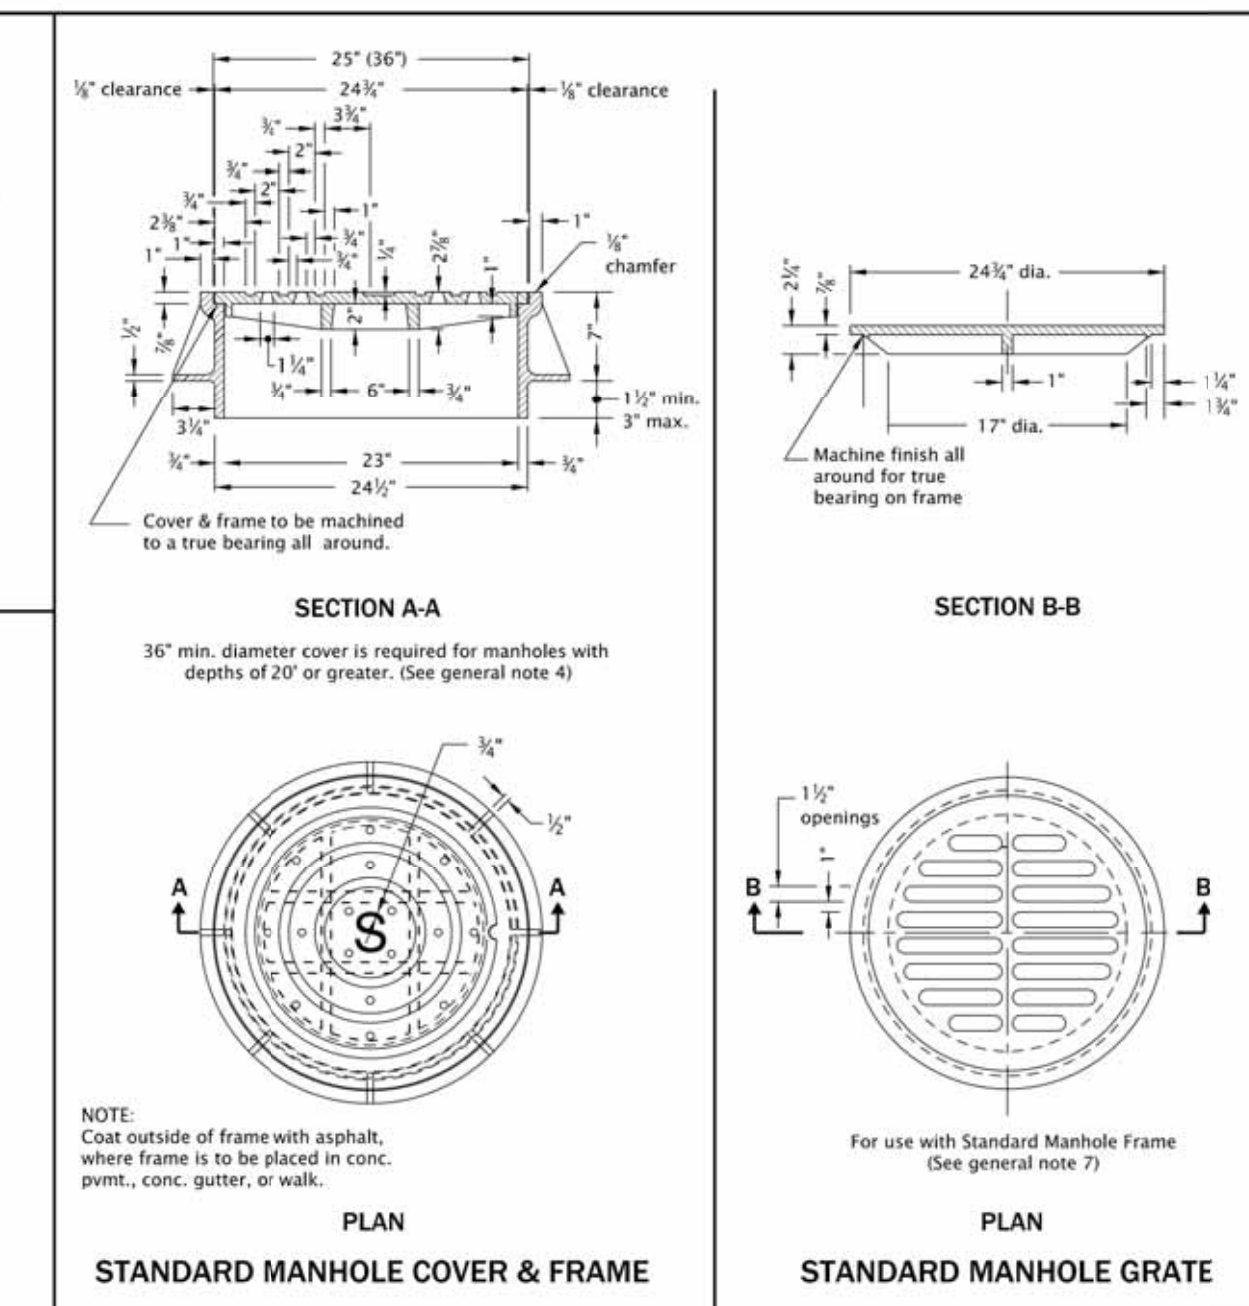 25" (36")
⅛" clearance
24¾"
⅛" clearance
3¾"
¾"
2"
¾"
2"
¾"
1"
2⅜"
1"
1"
¾"
¾"
¼"
2⅞"
1"
1"
⅛"
chamfer
½"
⅞"
2"
7"
1¼"
¾"
6"
¾"
1½" min.
3" max.
3¼"
¾"
23"
¾"
24½"
Cover & frame to be machined
to a true bearing all around.
SECTION A-A
36" min. diameter cover is required for manholes with
depths of 20' or greater. (See general note 4)
¾"
½"
A
A
S
NOTE:
Coat outside of frame with asphalt,
where frame is to be placed in conc.
pvmt., conc. gutter, or walk.
PLAN
STANDARD MANHOLE COVER & FRAME
2¼"
⅞"
24¾" dia.
1"
1¼"
1¾"
17" dia.
Machine finish all
around for true
bearing on frame
SECTION B-B
1½"
openings
1"
B
B
For use with Standard Manhole Frame
(See general note 7)
PLAN
STANDARD MANHOLE GRATE